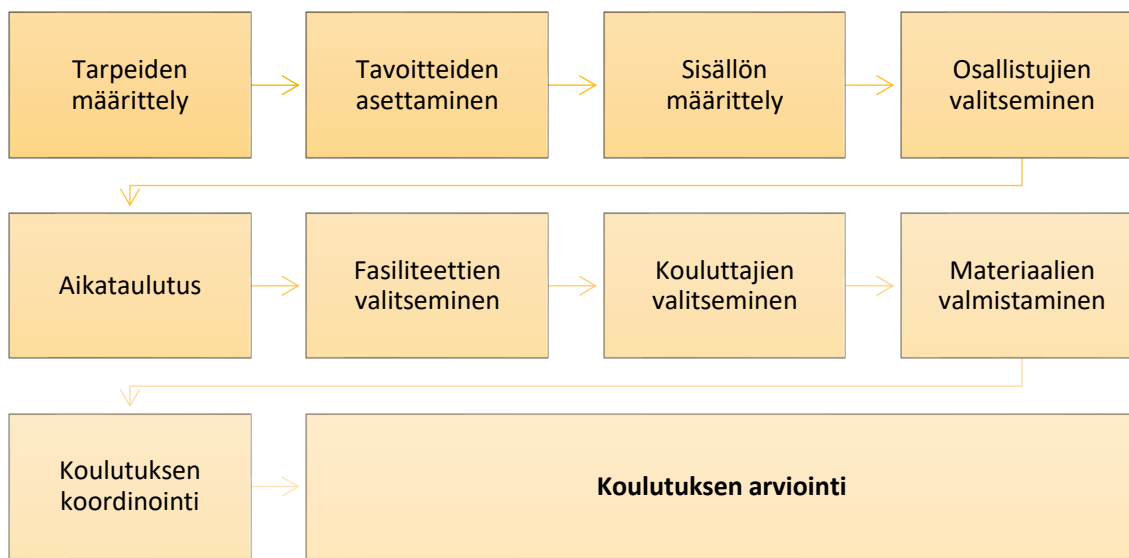 Tarpeiden
määrittely
Tavoitteiden
asettaminen
Sisällön
määrittely
Osallistujien
valitseminen
Aikataulutus
Fasiliteettien
valitseminen
Kouluttajien
valitseminen
Materiaalien
valmistaminen
Koulutuksen
koordinointi
Koulutuksen arviointi